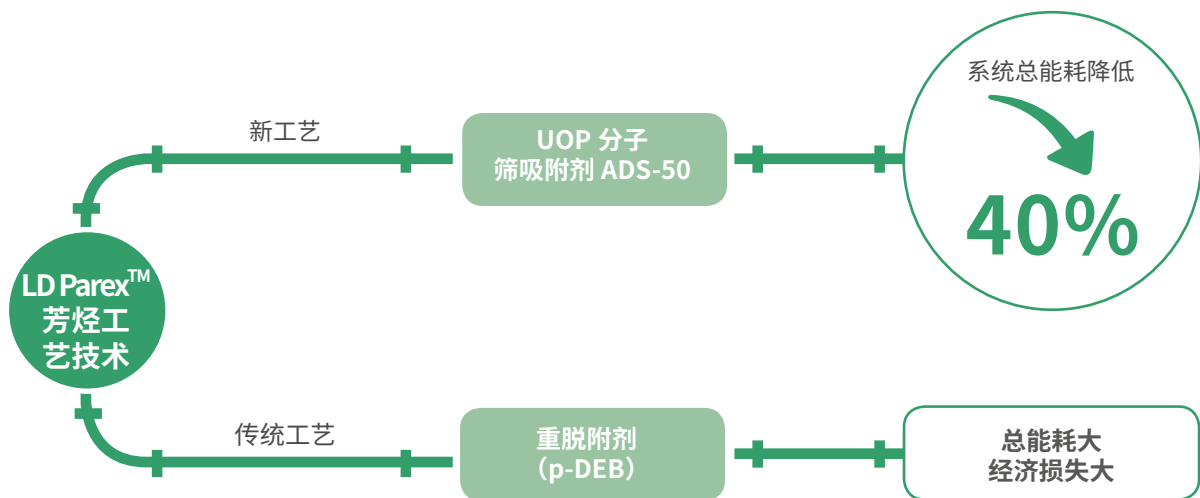 系统总能耗降低
40%
新工艺
UOP 分子
筛吸附剂 ADS-50
LD Parex™
芳烃工
艺技术
传统工艺
重脱附剂
（p-DEB）
总能耗大
经济损失大